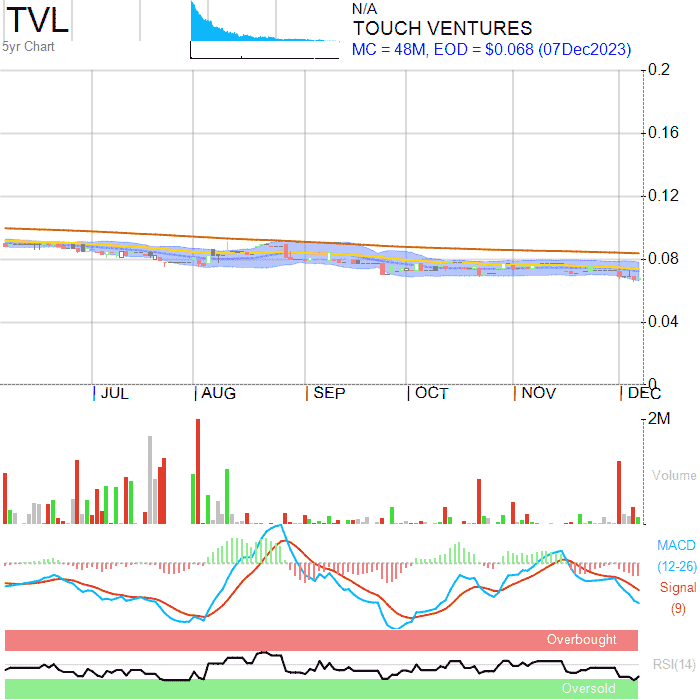 TVL
5yr Chart
N/A
TOUCH VENTURES
MC = 48M, EOD = $0.068 (07Dec2023)
0.2
0.16
0.12
0.08
0.04
0
JUL AUG SEP OCT NOV DEC
2M
Volume
MACD
(12-26)
Signal
(9)
Overbought
RSI(14)
Oversold